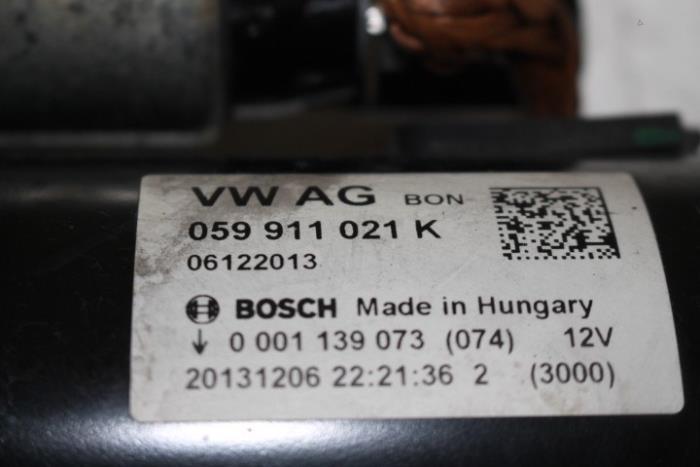 VW AG BON
059 911 021 K
06122013
BOSCH Made in Hungary
↓ 0 001 139 073 (074) 12V
20131206 22:21:36 2 (3000)